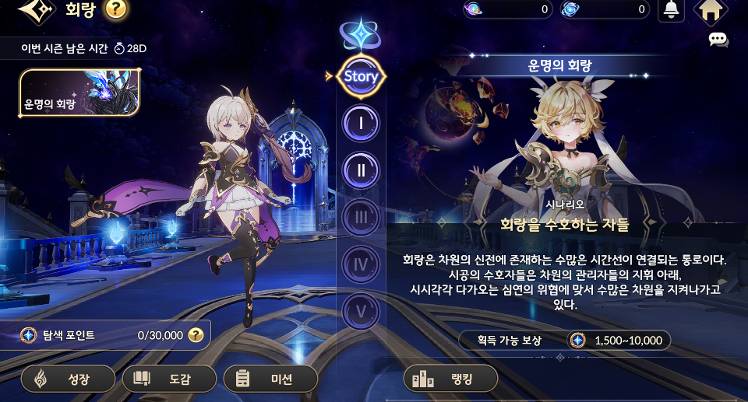 회랑 ?
0
0
이번 시즌 남은 시간 28D
운명의 회랑
Story
I
II
III
IV
V
운명의 회랑
시나리오
회랑을 수호하는 자들
회랑은 차원의 신전에 존재하는 수많은 시간선이 연결되는 통로이다.
시공의 수호자들은 차원의 관리자들의 지휘 아래,
시시각각 다가오는 심연의 위협에 맞서 수많은 차원을 지켜나가고
있다.
탐색 포인트 0/30,000 ?
획득 가능 보상 1,500~10,000
성장
도감
미션
2 1 3 랭킹